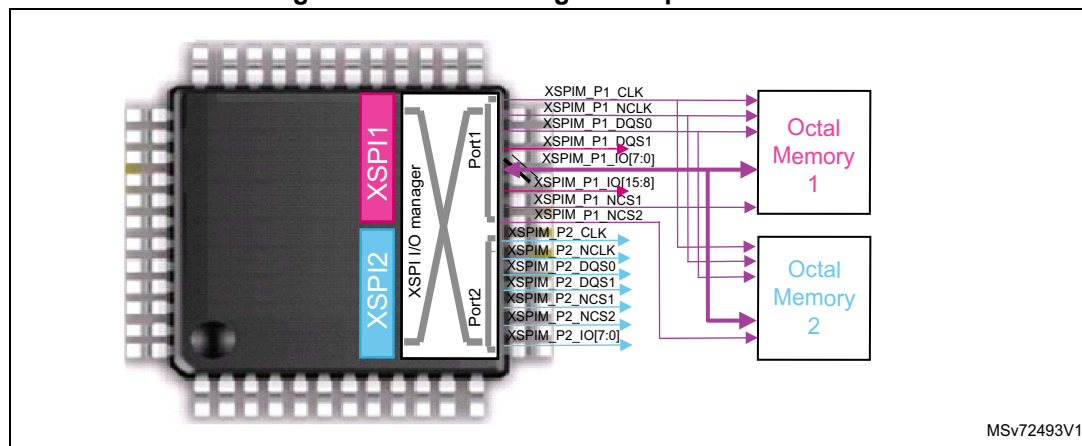 XSPI1
XSPI2
XSPI I/O manager
Port1
Port2
XSPIM_P1_CLK
XSPIM_P1_NCLK
XSPIM_P1_DQS0
XSPIM_P1_DQS1
XSPIM_P1_IO[7:0]
XSPIM_P1_IO[15:8]
XSPIM_P1_NCS1
XSPIM_P1_NCS2
XSPIM_P2_CLK
XSPIM_P2_NCLK
XSPIM_P2_DQS0
XSPIM_P2_DQS1
XSPIM_P2_NCS1
XSPIM_P2_NCS2
XSPIM_P2_IO[7:0]
Octal
Memory
1
Octal
Memory
2
MSv72493V1